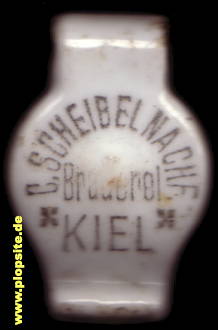 C. SCHEIBEL NACHF.
Brauerei
KIEL
www.plopsite.de